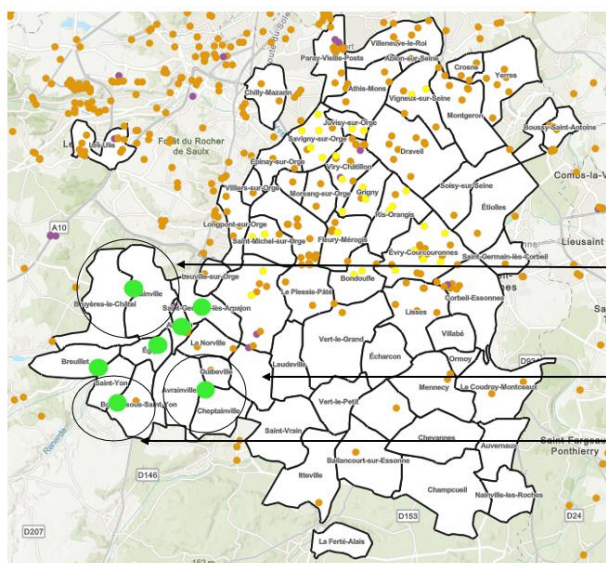 Villeneuve-le-Roi
Paray-Vieille-Poste
Ablon-sur-Seine
Crosne
Yerres
Chilly-Mazarin
Athis-Mons
Vigneux-sur-Seine
Montgeron
Les Ulis
Forêt du Rocher
de Saulx
Juvisy-sur-Orge
Savigny-sur-Orge
Boussy-Saint-Antoine
Épinay-sur-Orge
Viry-Châtillon
Draveil
Combs-la-V
Villiers-sur-Orge
Morsang-sur-Orge
Grigny
Soisy-sur-Seine
Étiolles
Ris-Orangis
Longpont-sur-Orge
A10
Saint-Michel-sur-Orge
Fleury-Mérogis
Évry-Courcouronnes
Lieusaint
Saint-Germain-lès-Corbeil
Leuville-sur-Orge
Bondoufle
Bruyères-le-Châtel
Le Plessis-Pâté
Corbeil-Essonnes
Lisses
La Norville
Vert-le-Grand
Villabé
Écharcon
Ormoy
Breuillet
Guibeville
Leudeville
Saint-Yon
Avrainville
Mennecy
Le Coudray-Montceaux
Cheptainville
Vert-le-Petit
Saint-Vrain
Chevannes
Auvernaux
Saint-Fargeau
Ponthierry
Ballancourt-sur-Essonne
D146
Itteville
Champcueil
Nainville-les-Roches
D207
D153
D24
La Ferté-Alais